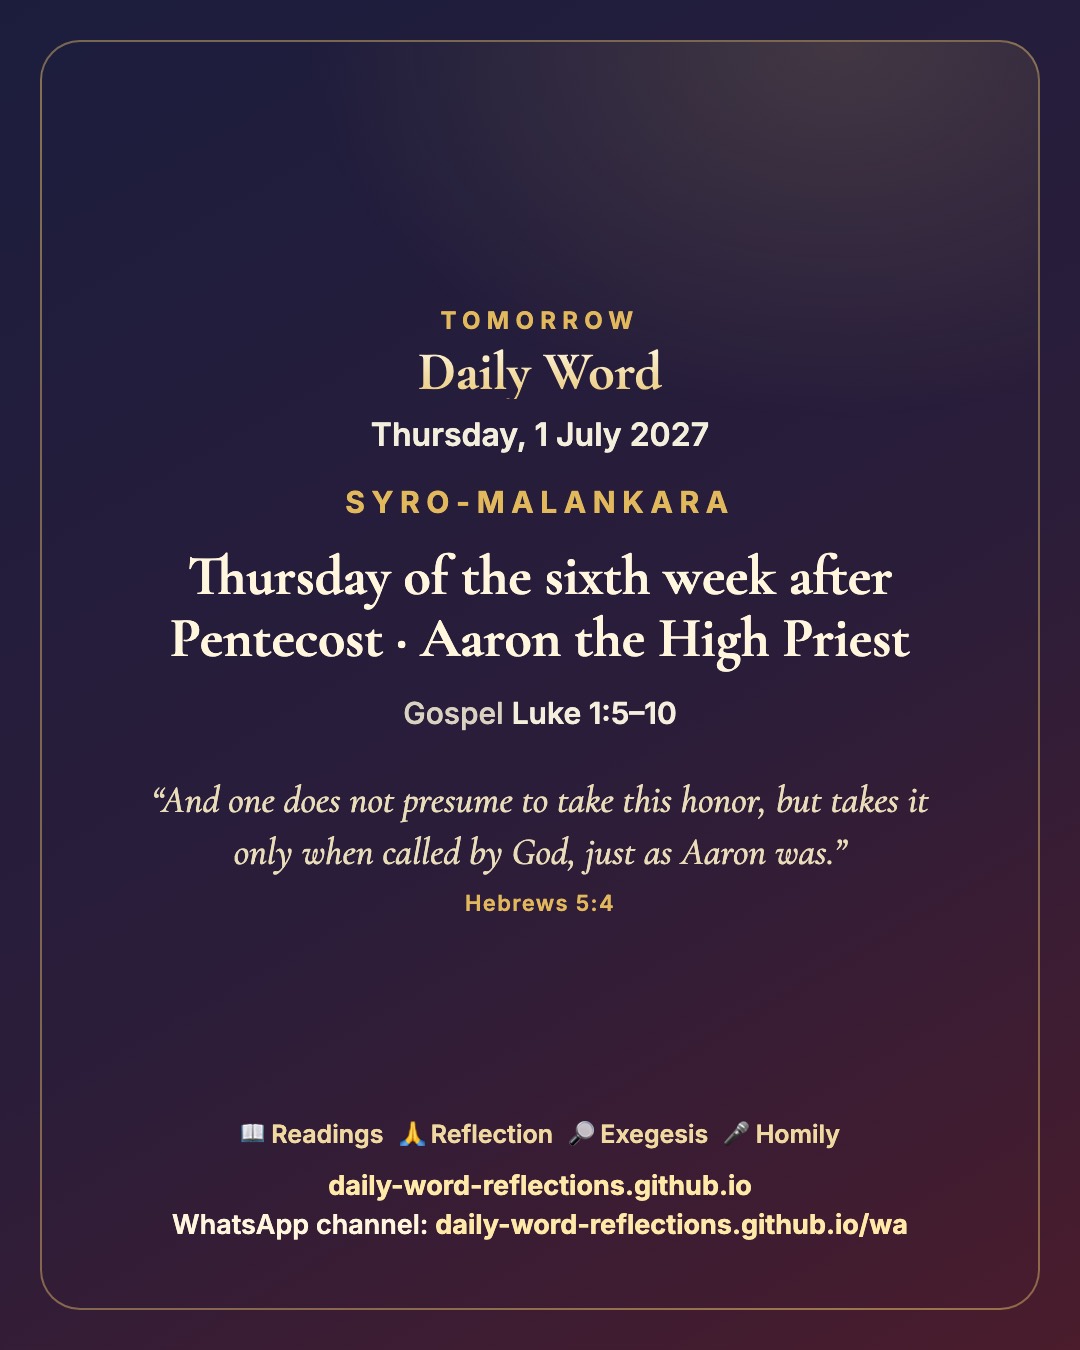 TOMORROW
Daily Word
Thursday, 1 July 2027
SYRO-MALANKARA
Thursday of the sixth week after
Pentecost · Aaron the High Priest
Gospel Luke 1:5–10
“And one does not presume to take this honor, but takes it
only when called by God, just as Aaron was.”
Hebrews 5:4
📖 Readings 🙏 Reflection 🔎 Exegesis 🎤 Homily
daily-word-reflections.github.io
WhatsApp channel: daily-word-reflections.github.io/wa